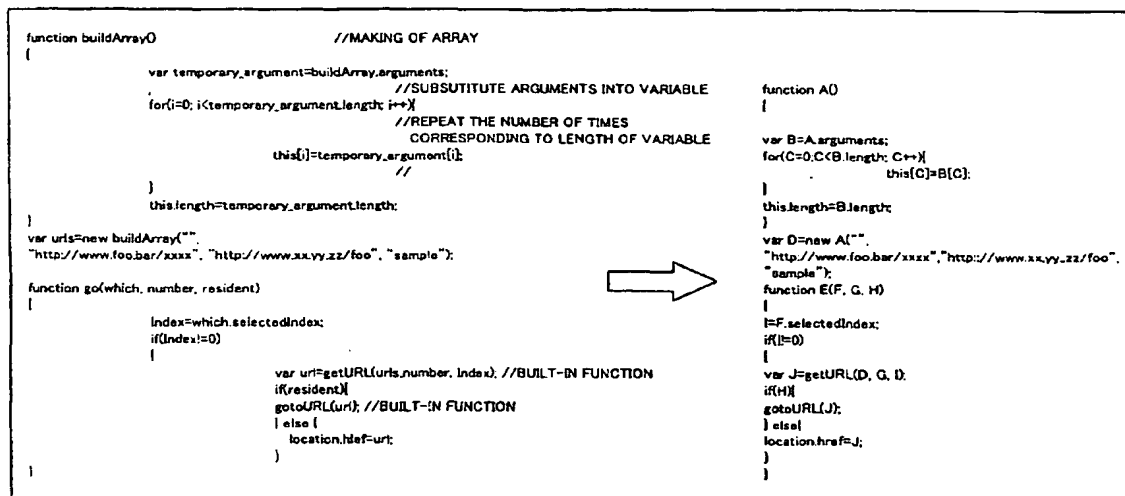 function buildArray() //MAKING OF ARRAY
{
var temporary_argument=buildArray.arguments;
//SUBSUTITUTE ARGUMENTS INTO VARIABLE
for(i=0; i<temporary_argument.length; i++){
//REPEAT THE NUMBER OF TIMES
CORRESPONDING TO LENGTH OF VARIABLE
this[i]=temporary_argument[i];
//
}
this.length=temporary_argument.length;
}
var urls=new buildArray("",
"http://www.foo.bar/xxxx", "http://www.xx.yy.zz/foo", "sample");
function go(which, number, resident)
{
Index=which.selectedIndex;
if(Index!=0)
{
var url=getURL(urls,number, Index); //BUILT-IN FUNCTION
if(resident){
gotoURL(url); //BUILT-IN FUNCTION
} else {
location.href=url;
}
}
function A()
{
var B=A.arguments;
for(C=0;C<B.length; C++){
this[C]=B[C];
}
this.length=B.length;
}
var D=new A("",
"http://www.foo.bar/xxxx","http://www.xx.yy.zz/foo",
"sample");
function E(F, G, H)
{
I=F.selectedIndex;
if(I!=0)
{
var J=getURL(D, G, I);
if(H){
gotoURL(J);
} else{
location.href=J;
}
}